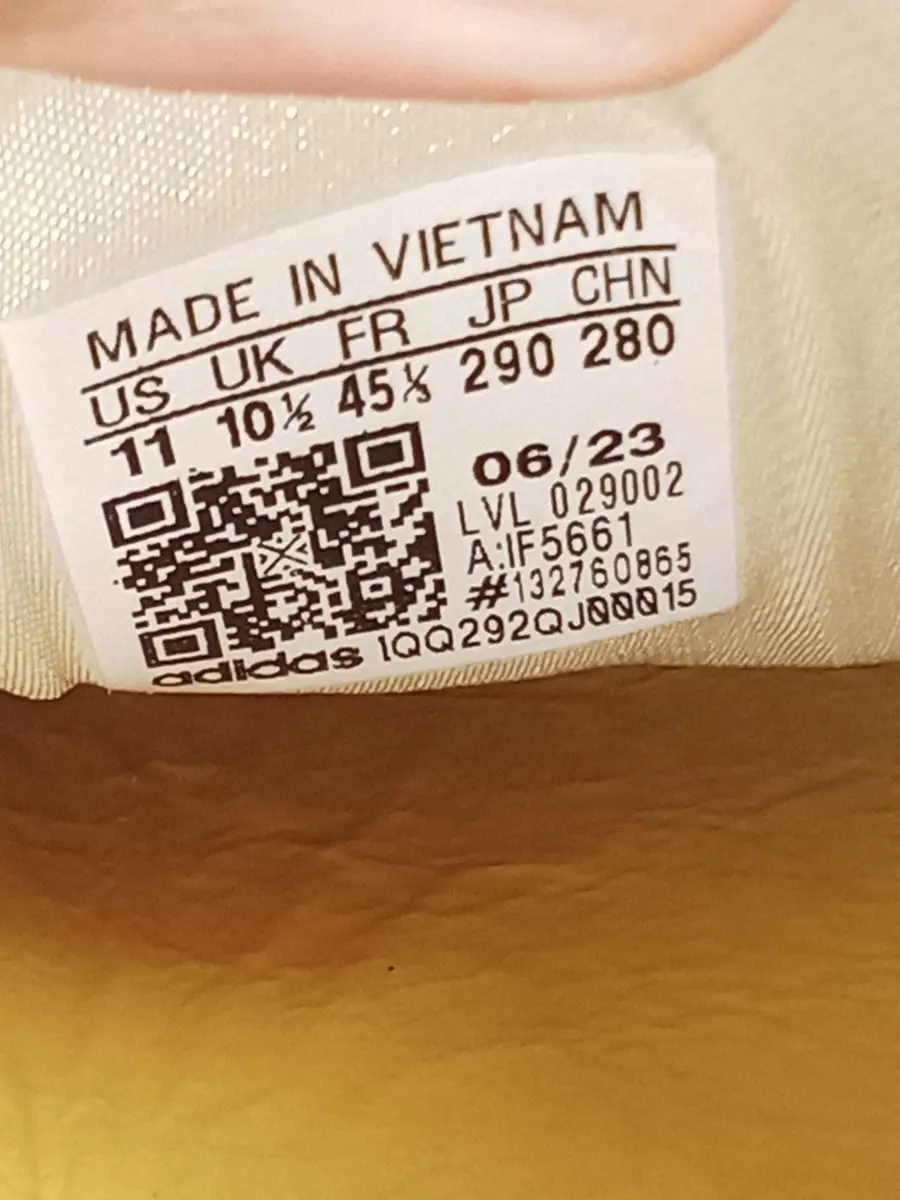 MADE IN VIETNAM
US UK FR JP CHN
11 10½ 45⅓ 290 280
06/23
LVL 029002
A:IF5661
#132760865
adidas 1QQ292QJ00015